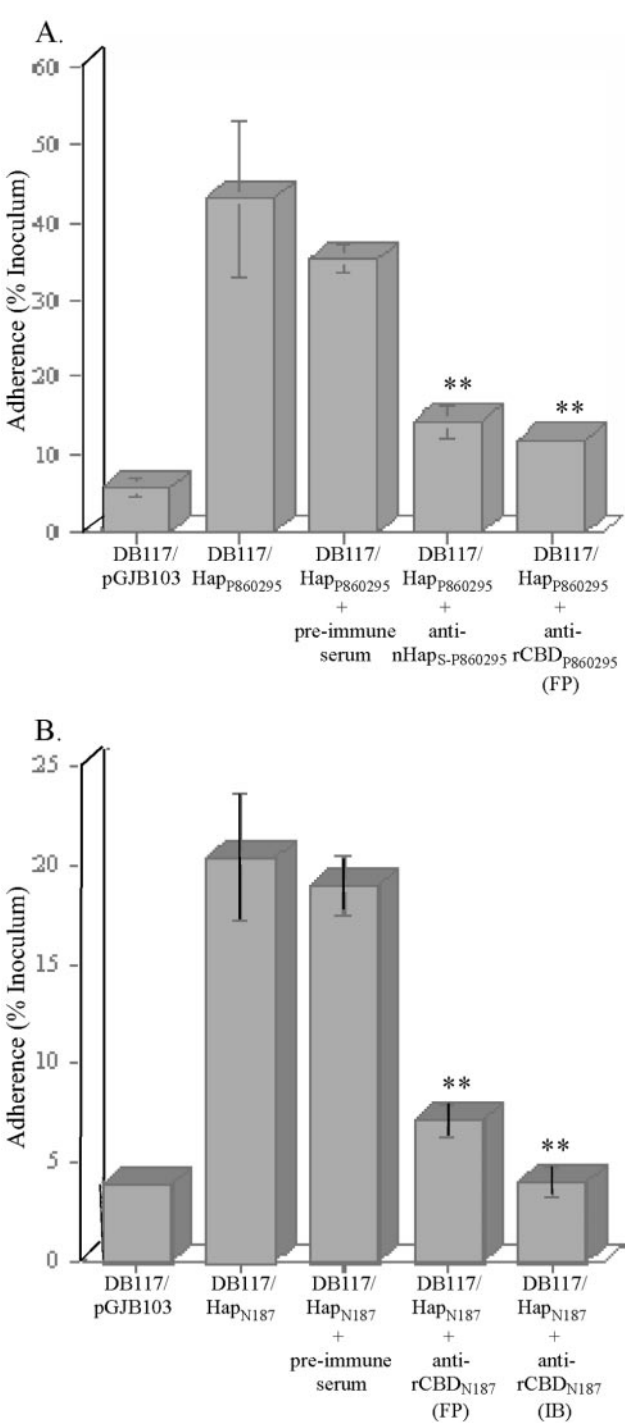 A.
Adherence (% Inoculum)
60
50
40
30
20
10
0
** **
DB117/ DB117/ DB117/ DB117/ DB117/
pGJB103 HapP860295 HapP860295 HapP860295 HapP860295
+ + +
pre-immune anti- anti-
serum nHapS-P860295 rCBDP860295
(FP)
B.
Adherence (% Inoculum)
25
20
15
10
5
0
**
**
DB117/ DB117/ DB117/ DB117/ DB117/
pGJB103 HapN187 HapN187 HapN187 HapN187
+ + +
pre-immune anti- anti-
serum rCBDN187 rCBDN187
(FP) (IB)